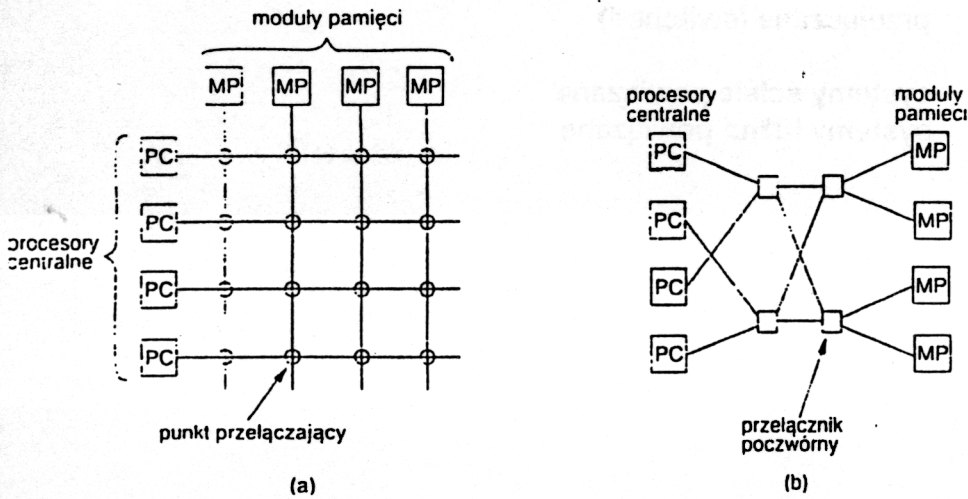 moduły pamięci
MP MP MP MP
PC
PC
PC
PC
procesory
centralne
punkt przełączający
(a)
procesory
centralne
moduły
pamięci
PC
PC
PC
PC
MP
MP
MP
MP
przełącznik
poczwórny
(b)